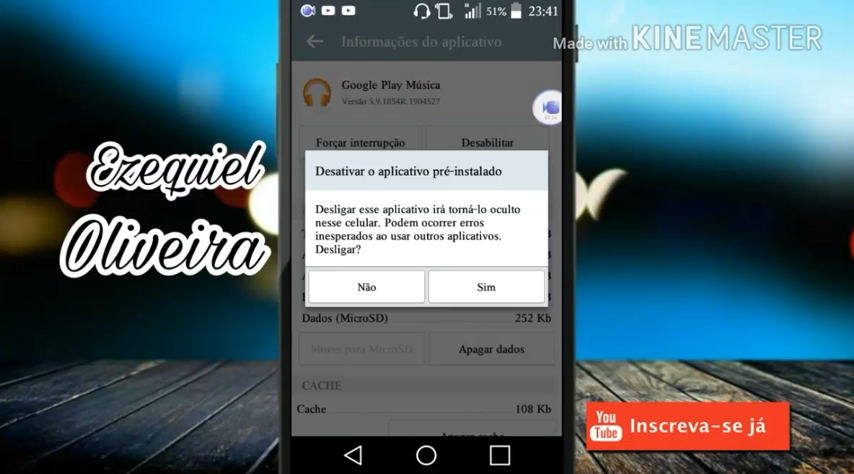 51% 23:41
Informações do aplicativo
Made with KINEMASTER
Google Play Música
Versão 5.9.1854R.1904527
Forçar interrupção Desabilitar
Desativar o aplicativo pré-instalado
Desligar esse aplicativo irá torná-lo oculto
nesse celular. Podem ocorrer erros
inesperados ao usar outros aplicativos.
Desligar?
Não Sim
Dados (MicroSD) 252 Kb
Mover para MicroSD Apagar dados
CACHE
Cache 108 Kb
Apagar cache
Ezequiel
Oliveira
You
Tube
Inscreva-se já